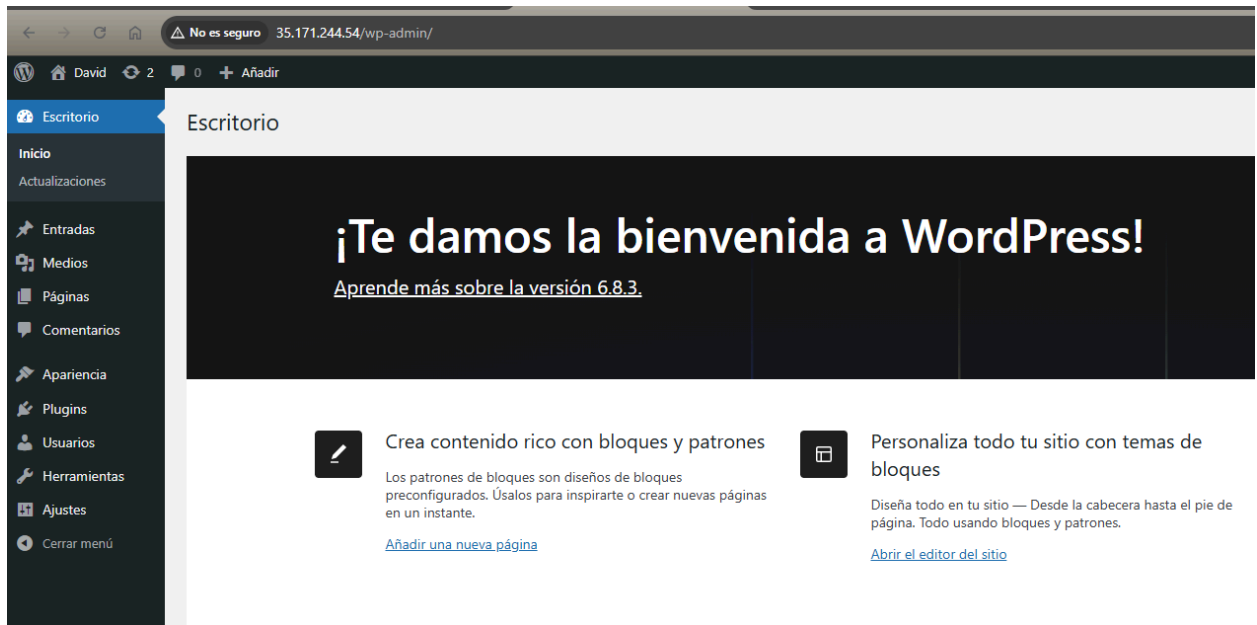 No es seguro 35.171.244.54/wp-admin/
David 2 0 + Añadir
Escritorio
Inicio
Actualizaciones
Entradas
Medios
Páginas
Comentarios
Apariencia
Plugins
Usuarios
Herramientas
Ajustes
Cerrar menú
Escritorio
¡Te damos la bienvenida a WordPress!
Aprende más sobre la versión 6.8.3.
Crea contenido rico con bloques y patrones
Los patrones de bloques son diseños de bloques
preconfigurados. Úsalos para inspirarte o crear nuevas páginas
en un instante.
Añadir una nueva página
Personaliza todo tu sitio con temas de
bloques
Diseña todo en tu sitio — Desde la cabecera hasta el pie de
página. Todo usando bloques y patrones.
Abrir el editor del sitio